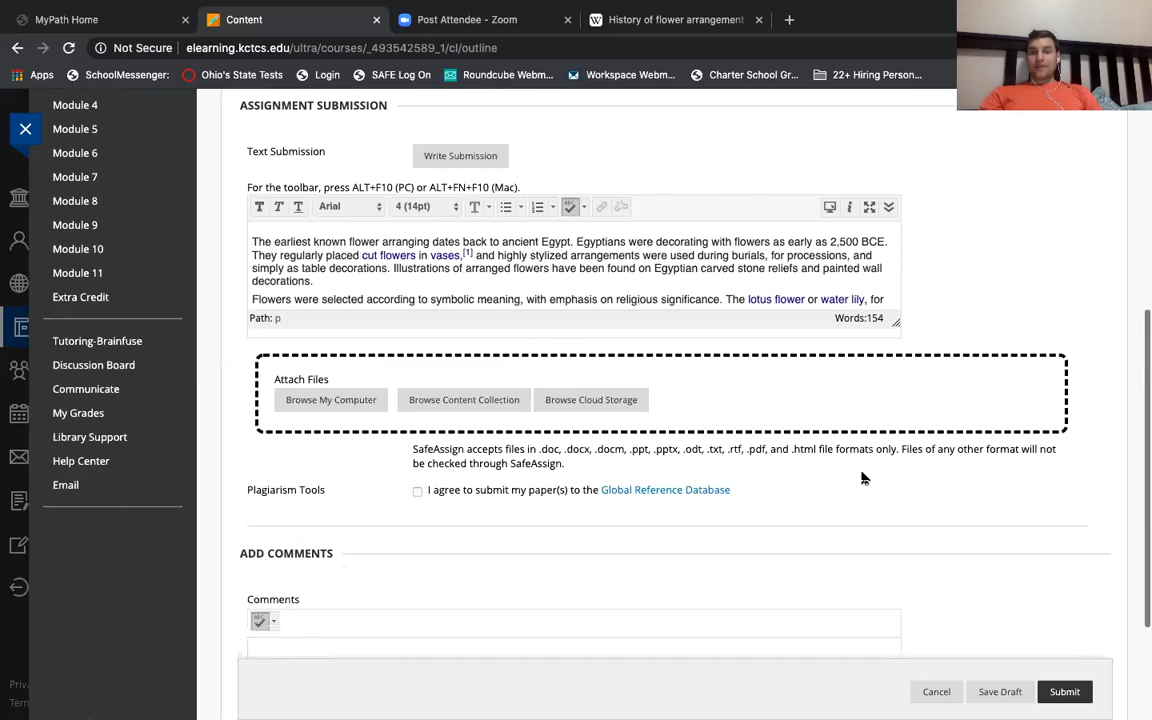 MyPath Home
Content
Post Attendee - Zoom
History of flower arrangement
Not Secure elearning.kctcs.edu/ultra/courses/_493542589_1/cl/outline
Apps SchoolMessenger: Ohio's State Tests Login SAFE Log On Roundcube Webm... Workspace Webm... Charter School Gr... 22+ Hiring Person...
Module 4
Module 5
Module 6
Module 7
Module 8
Module 9
Module 10
Module 11
Extra Credit
Tutoring-Brainfuse
Discussion Board
Communicate
My Grades
Library Support
Help Center
Email
Priva
Term
ASSIGNMENT SUBMISSION
Text Submission
Write Submission
For the toolbar, press ALT+F10 (PC) or ALT+FN+F10 (Mac).
T T T Arial 4 (14pt) T ABC
The earliest known flower arranging dates back to ancient Egypt. Egyptians were decorating with flowers as early as 2,500 BCE.
They regularly placed cut flowers in vases,[1] and highly stylized arrangements were used during burials, for processions, and
simply as table decorations. Illustrations of arranged flowers have been found on Egyptian carved stone reliefs and painted wall
decorations.
Flowers were selected according to symbolic meaning, with emphasis on religious significance. The lotus flower or water lily, for
Path: p Words:154
Attach Files
Browse My Computer Browse Content Collection Browse Cloud Storage
SafeAssign accepts files in .doc, .docx, .docm, .ppt, .pptx, .odt, .txt, .rtf, .pdf, and .html file formats only. Files of any other format will not
be checked through SafeAssign.
Plagiarism Tools
I agree to submit my paper(s) to the Global Reference Database
ADD COMMENTS
Comments
ABC
Cancel Save Draft Submit